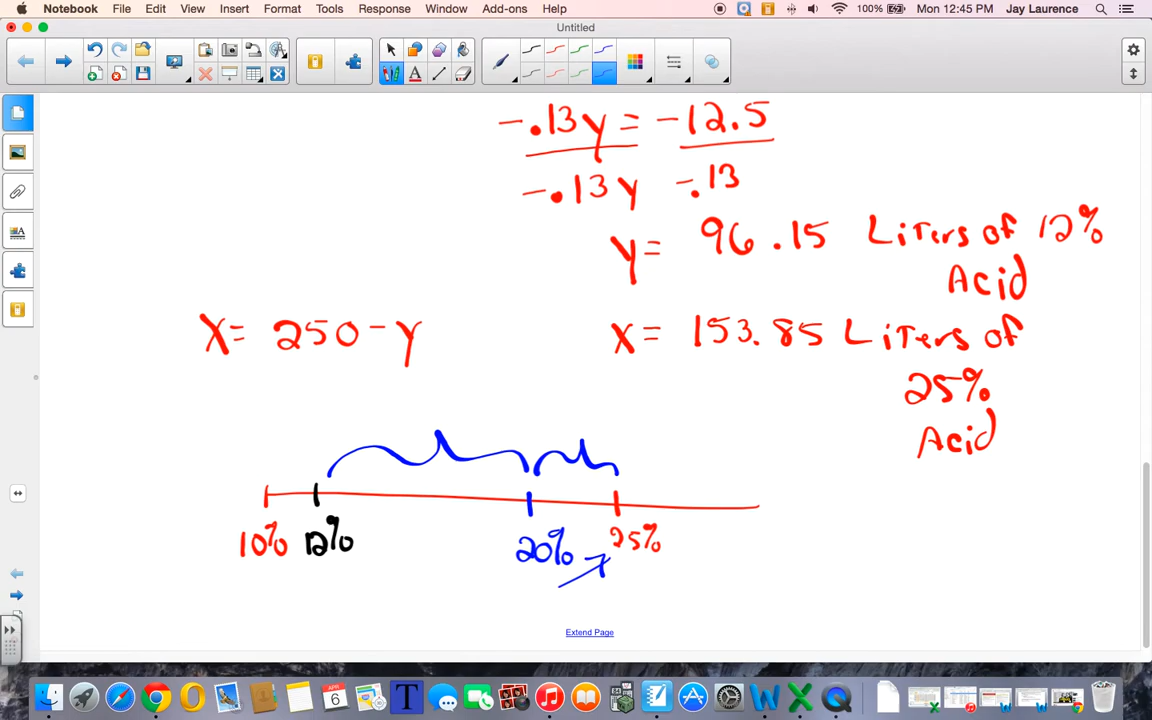 Notebook File Edit View Insert Format Tools Response Window Add-ons Help 100% Mon 12:45 PM Jay Laurence
Untitled
-.13y = -12.5
-.13y -.13
y= 96.15 Liters of 12%
Acid
X= 250-y x= 153.85 Liters of
25%
Acid
10% 12% 20% 25%
Extend Page